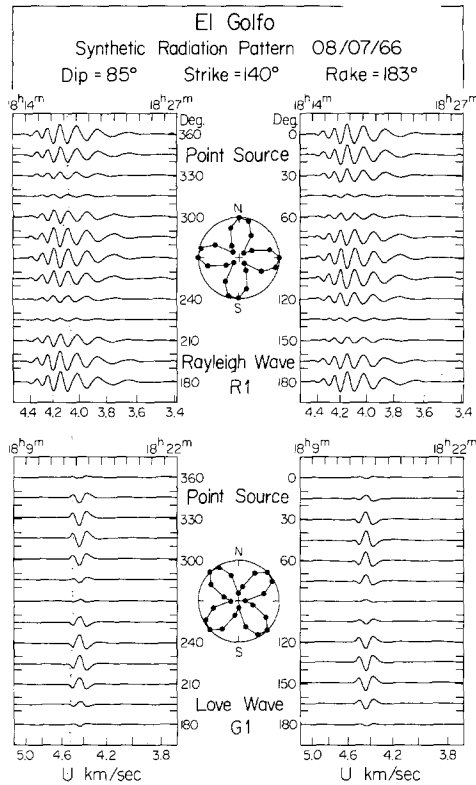 El Golfo
Synthetic Radiation Pattern 08/07/66
Dip = 85° Strike = 140° Rake = 183°
18ʰ14ᵐ 18ʰ27ᵐ 18ʰ14ᵐ 18ʰ27ᵐ
Deg. Deg.
360 0
Point Source
330 30
300 60
N
240 120
S
210 150
Rayleigh Wave
R1
180 180
4.4 4.2 4.0 3.8 3.6 3.4 4.4 4.2 4.0 3.8 3.6 3.4
18ʰ9ᵐ 18ʰ22ᵐ 18ʰ9ᵐ 18ʰ22ᵐ
360 0
Point Source
330 30
300 60
N
240 120
S
210 150
Love Wave
G1
180 180
5.0 4.6 4.2 3.8 5.0 4.6 4.2 3.8
U km/sec U km/sec